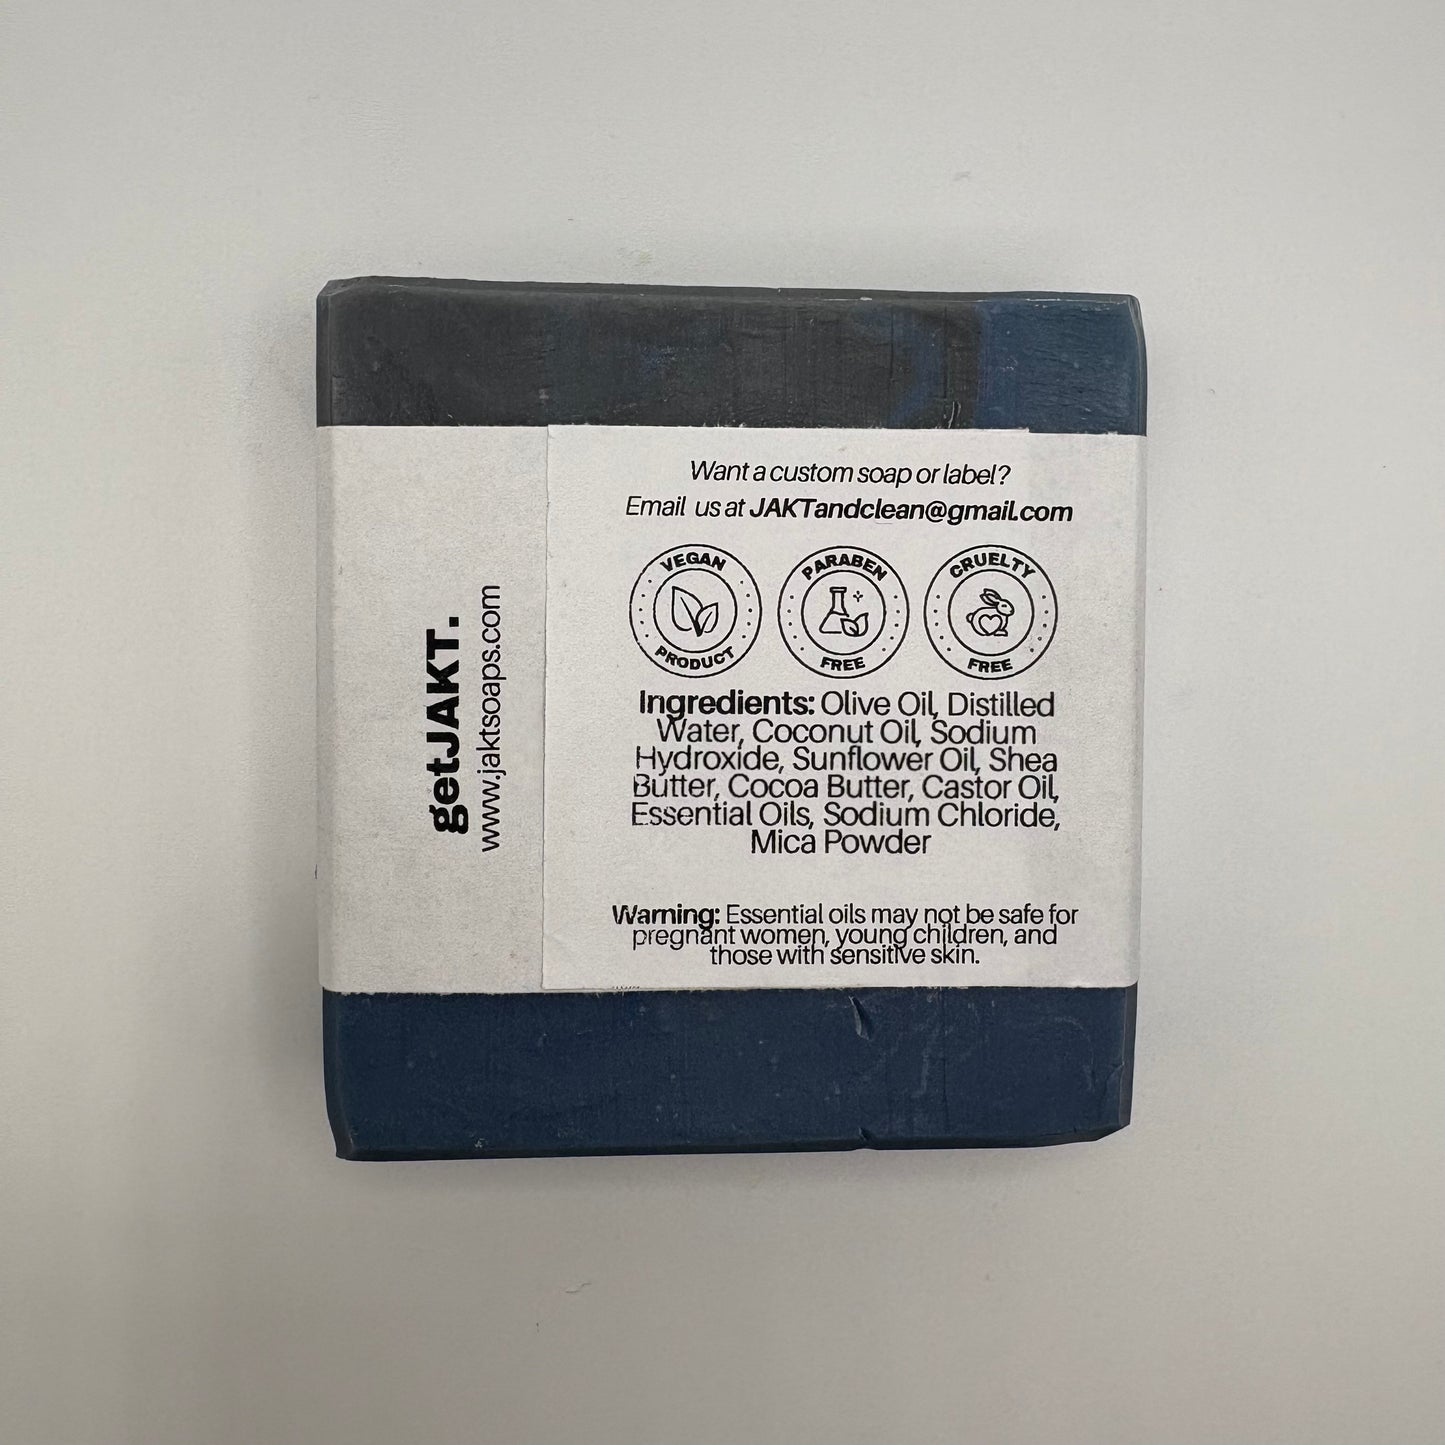 getJAKT.
www.jaktsoaps.com
Want a custom soap or label?
Email us at JAKTandclean@gmail.com
VEGAN
PRODUCT
PARABEN
FREE
CRUELTY
FREE
Ingredients: Olive Oil, Distilled
Water, Coconut Oil, Sodium
Hydroxide, Sunflower Oil, Shea
Butter, Cocoa Butter, Castor Oil,
Essential Oils, Sodium Chloride,
Mica Powder
Warning: Essential oils may not be safe for
pregnant women, young children, and
those with sensitive skin.